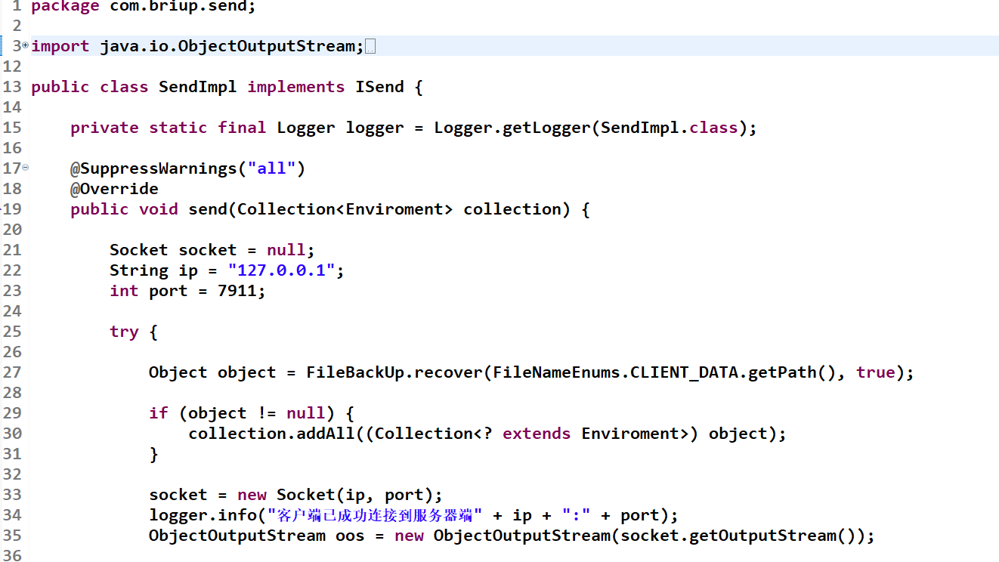 1 package com.briup.send;
2
3 import java.io.ObjectOutputStream;
12
13 public class SendImpl implements ISend {
14
15     private static final Logger logger = Logger.getLogger(SendImpl.class);
16
17     @SuppressWarnings("all")
18     @Override
19     public void send(Collection<Enviroment> collection) {
20
21         Socket socket = null;
22         String ip = "127.0.0.1";
23         int port = 7911;
24
25         try {
26
27             Object object = FileBackUp.recover(FileNameEnums.CLIENT_DATA.getPath(), true);
28
29             if (object != null) {
30                 collection.addAll((Collection<? extends Enviroment>) object);
31             }
32
33             socket = new Socket(ip, port);
34             logger.info("客户端已成功连接到服务器端" + ip + ":" + port);
35             ObjectOutputStream oos = new ObjectOutputStream(socket.getOutputStream());
36